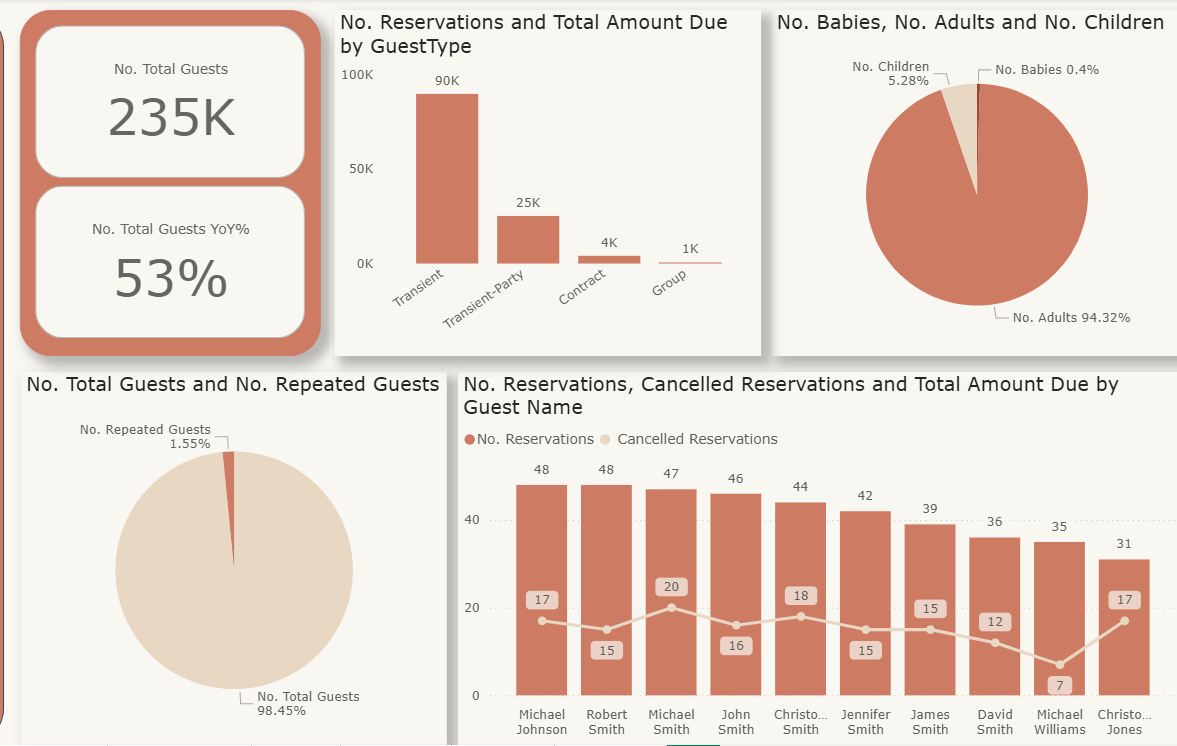 No. Total Guests
235K
No. Total Guests YoY%
53%
No. Reservations and Total Amount Due
by GuestType
100K
50K
0K
90K
25K
4K
1K
Transient
Transient-Party
Contract
Group
No. Babies, No. Adults and No. Children
No. Children
5.28%
No. Babies 0.4%
No. Adults 94.32%
No. Total Guests and No. Repeated Guests
No. Repeated Guests
1.55%
No. Total Guests
98.45%
No. Reservations, Cancelled Reservations and Total Amount Due by
Guest Name
No. Reservations Cancelled Reservations
40
20
0
48 48 47 46 44 42 39 36 35 31
17 15 20 16 18 15 15 12 7 17
Michael Robert Michael John Christo... Jennifer James David Michael Christo...
Johnson Smith Smith Smith Smith Smith Smith Smith Williams Jones